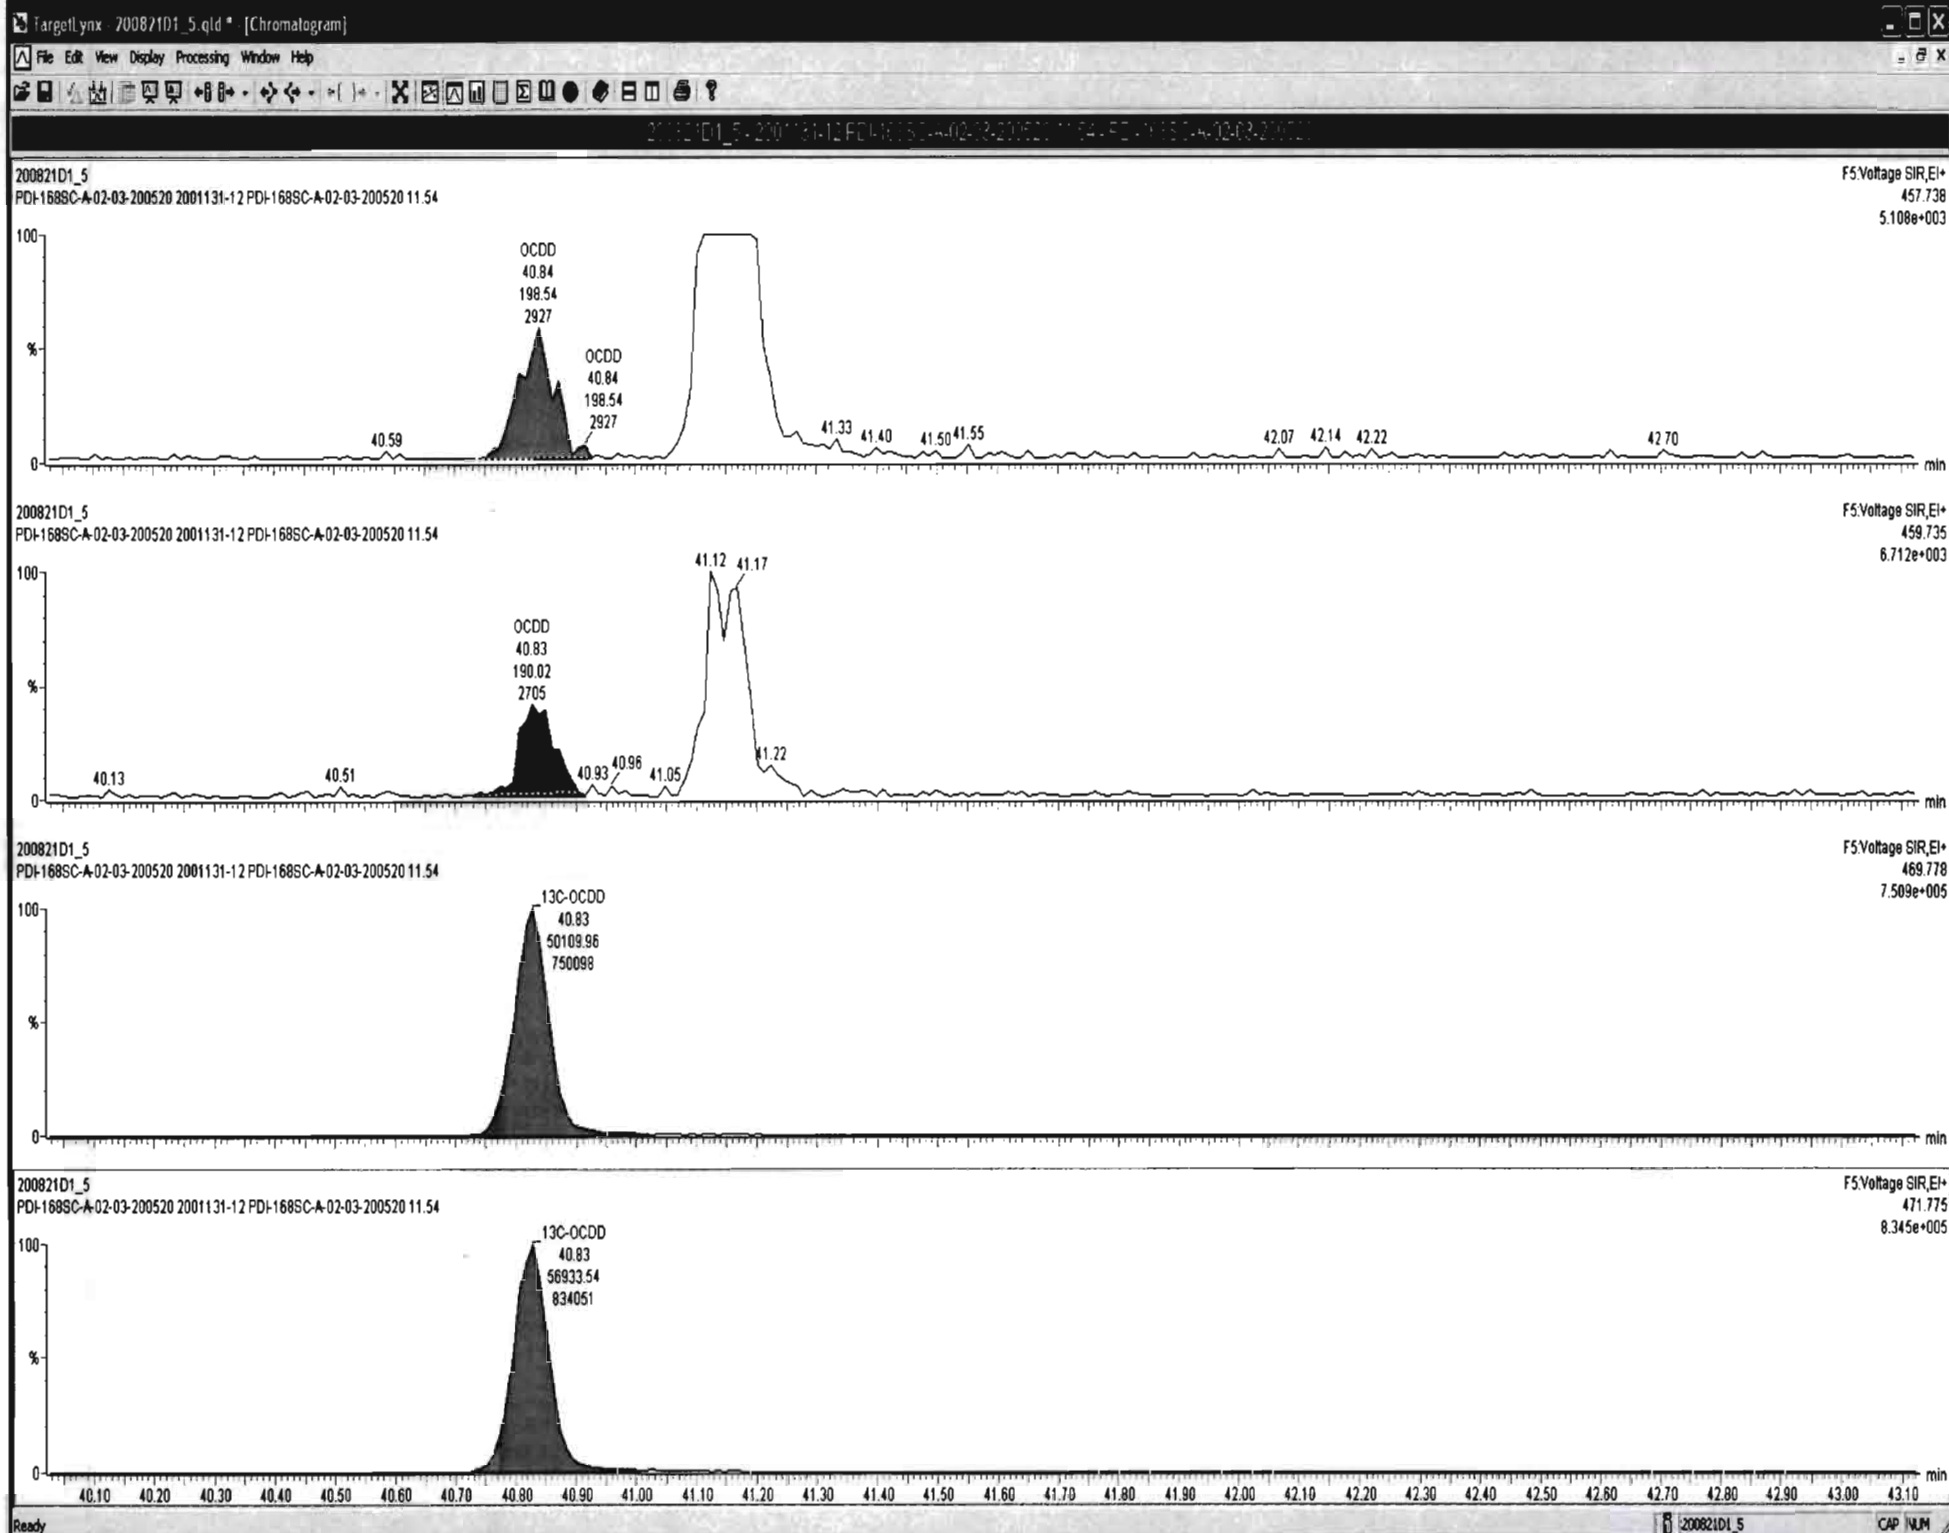 TargetLynx - 200821D1_5.qld * - [Chromatogram]
File Edit View Display Processing Window Help
200821D1_5
PDI-168SC-A-02-03-200520 2001131-12 PDI-168SC-A-02-03-200520 11.54
F5:Voltage SIR,EI+
457.738
5.108e+003
100
%
0
OCDD
40.84
198.54
2927
OCDD
40.84
198.54
2927
40.59
41.33
41.40
41.50
41.55
42.07
42.14
42.22
42.70
min
200821D1_5
PDI-168SC-A-02-03-200520 2001131-12 PDI-168SC-A-02-03-200520 11.54
F5:Voltage SIR,EI+
459.735
6.712e+003
100
%
0
41.12
41.17
OCDD
40.83
190.02
2705
40.13
40.51
40.93
40.96
41.05
41.22
min
200821D1_5
PDI-168SC-A-02-03-200520 2001131-12 PDI-168SC-A-02-03-200520 11.54
F5:Voltage SIR,EI+
469.778
7.509e+005
100
%
0
13C-OCDD
40.83
50109.96
750098
min
200821D1_5
PDI-168SC-A-02-03-200520 2001131-12 PDI-168SC-A-02-03-200520 11.54
F5:Voltage SIR,EI+
471.775
8.345e+005
100
%
0
13C-OCDD
40.83
56933.54
834051
min
40.10 40.20 40.30 40.40 40.50 40.60 40.70 40.80 40.90 41.00 41.10 41.20 41.30 41.40 41.50 41.60 41.70 41.80 41.90 42.00 42.10 42.20 42.30 42.40 42.50 42.60 42.70 42.80 42.90 43.00 43.10
Ready
200821D1_5 CAP NUM